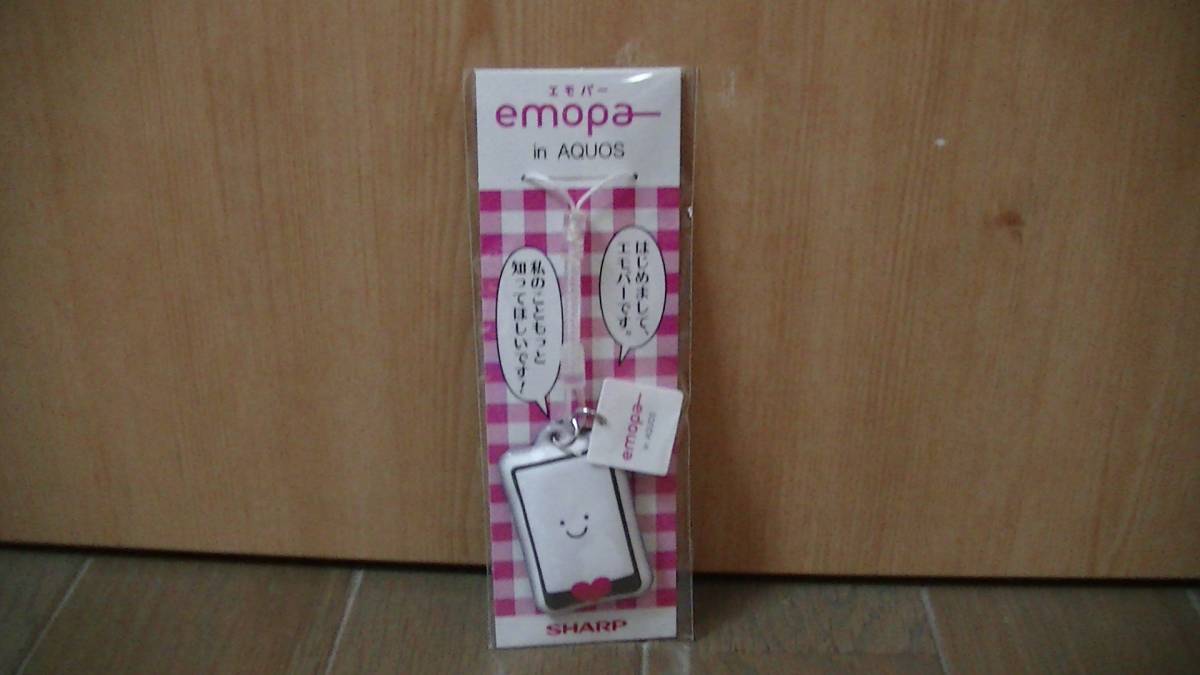 エモパー
emopa
in AQUOS
はじめまして、
エモパーです。
私のこともっと
知ってほしいです！
emopa
in AQUOS
SHARP